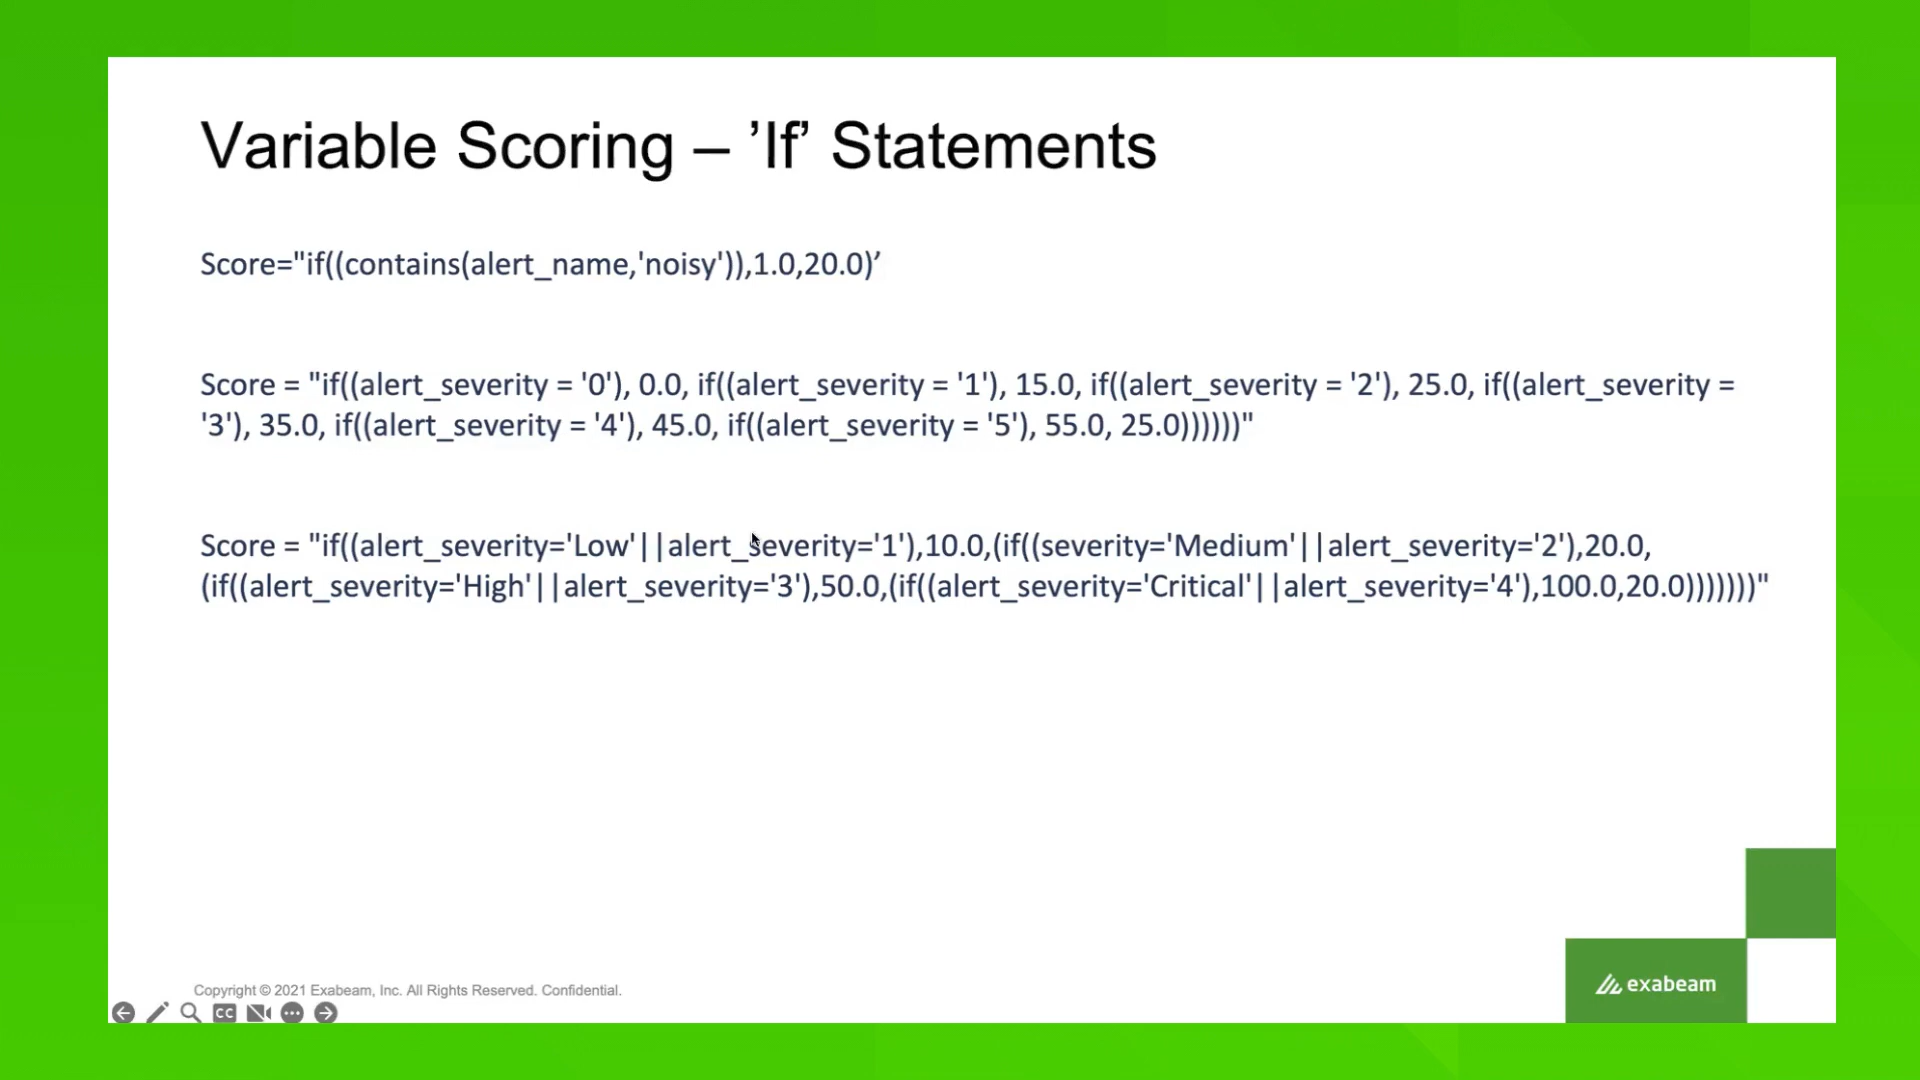 Variable Scoring – ’If’ Statements
Score="if((contains(alert_name,'noisy')),1.0,20.0)’
Score = "if((alert_severity = '0'), 0.0, if((alert_severity = '1'), 15.0, if((alert_severity = '2'), 25.0, if((alert_severity =
'3'), 35.0, if((alert_severity = '4'), 45.0, if((alert_severity = '5'), 55.0, 25.0))))))"
Score = "if((alert_severity='Low'||alert_severity='1'),10.0,(if((severity='Medium'||alert_severity='2'),20.0,
(if((alert_severity='High'||alert_severity='3'),50.0,(if((alert_severity='Critical'||alert_severity='4'),100.0,20.0)))))))"
Copyright © 2021 Exabeam, Inc. All Rights Reserved. Confidential.
CC
exabeam